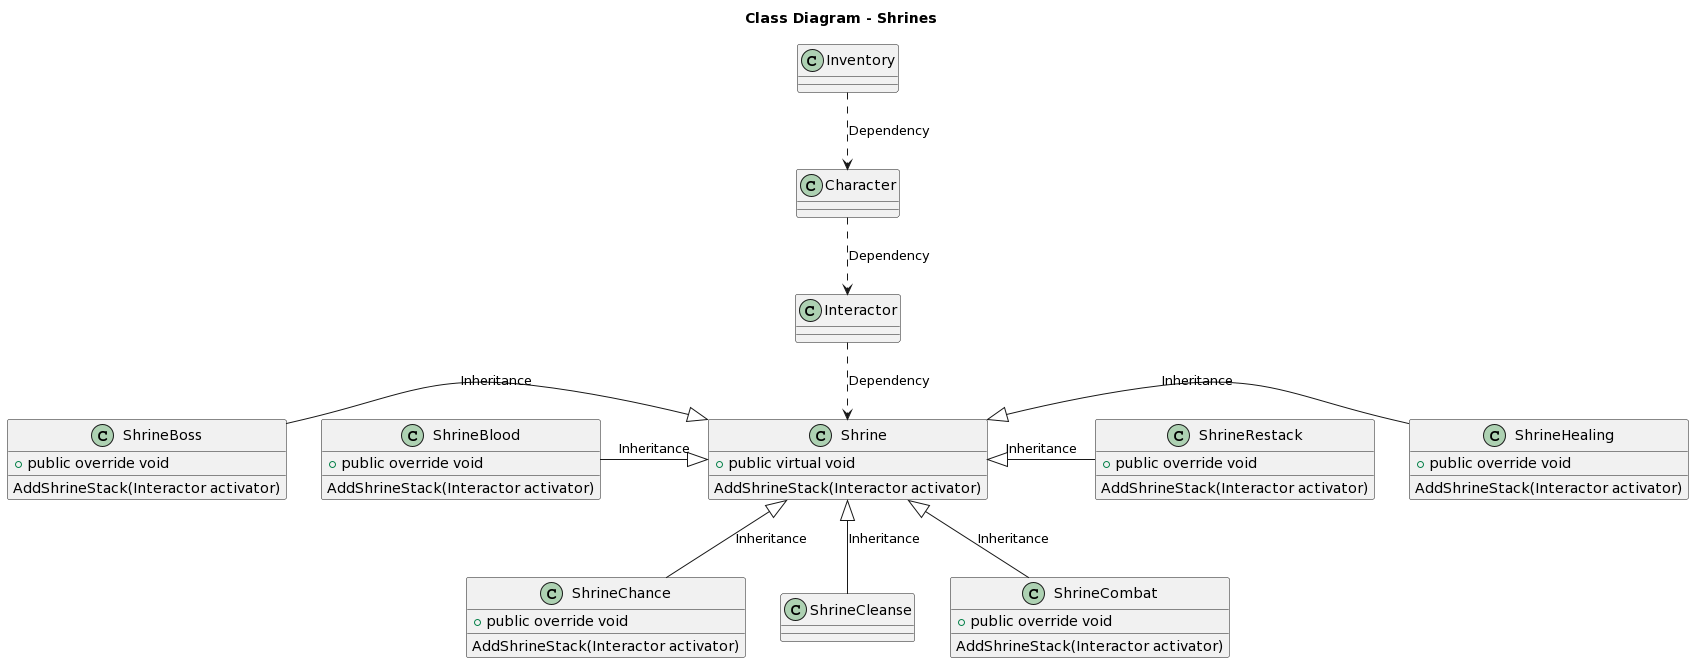 Class Diagram - Shrines
C Inventory
Dependency
C Character
Dependency
C Interactor
Dependency
Inheritance
Inheritance
C ShrineBoss
public override void
AddShrineStack(Interactor activator)
C ShrineBlood
public override void
AddShrineStack(Interactor activator)
Inheritance
C Shrine
public virtual void
AddShrineStack(Interactor activator)
Inheritance
C ShrineRestack
public override void
AddShrineStack(Interactor activator)
C ShrineHealing
public override void
AddShrineStack(Interactor activator)
Inheritance
Inheritance
Inheritance
C ShrineChance
public override void
AddShrineStack(Interactor activator)
C ShrineCleanse
C ShrineCombat
public override void
AddShrineStack(Interactor activator)